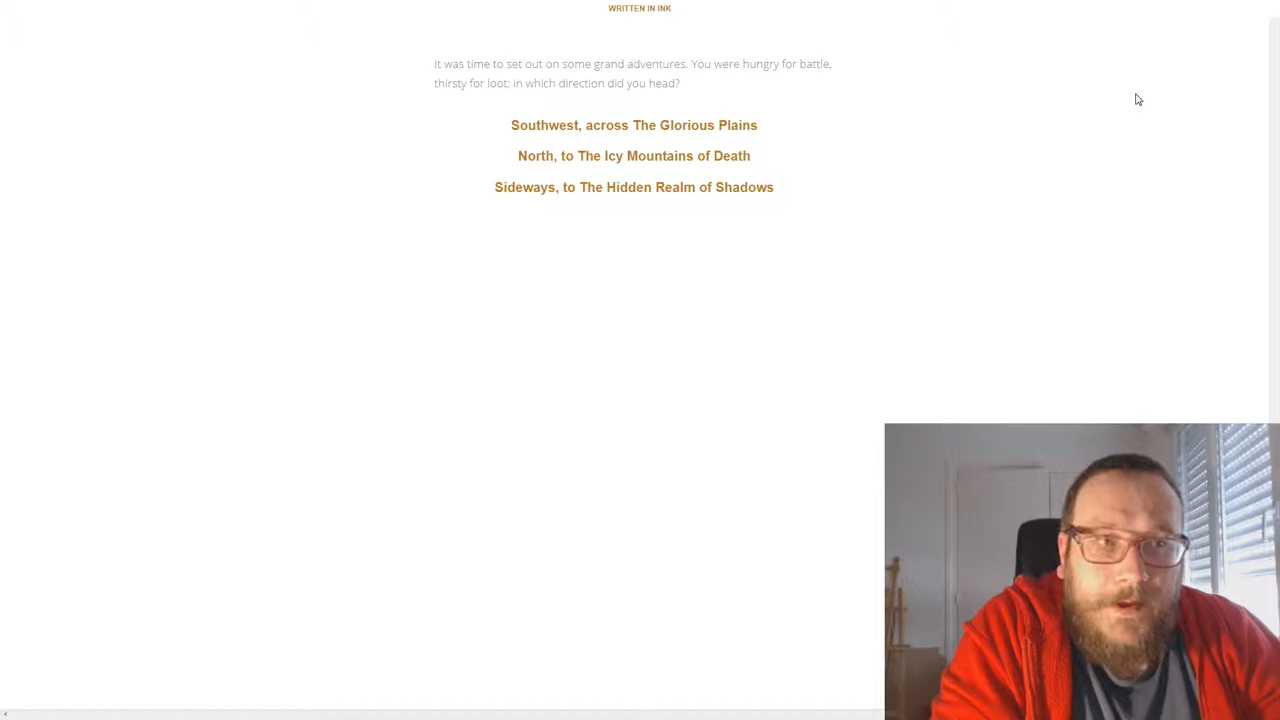 WRITTEN IN INK
It was time to set out on some grand adventures. You were hungry for battle,
thirsty for loot; in which direction did you head?
Southwest, across The Glorious Plains
North, to The Icy Mountains of Death
Sideways, to The Hidden Realm of Shadows